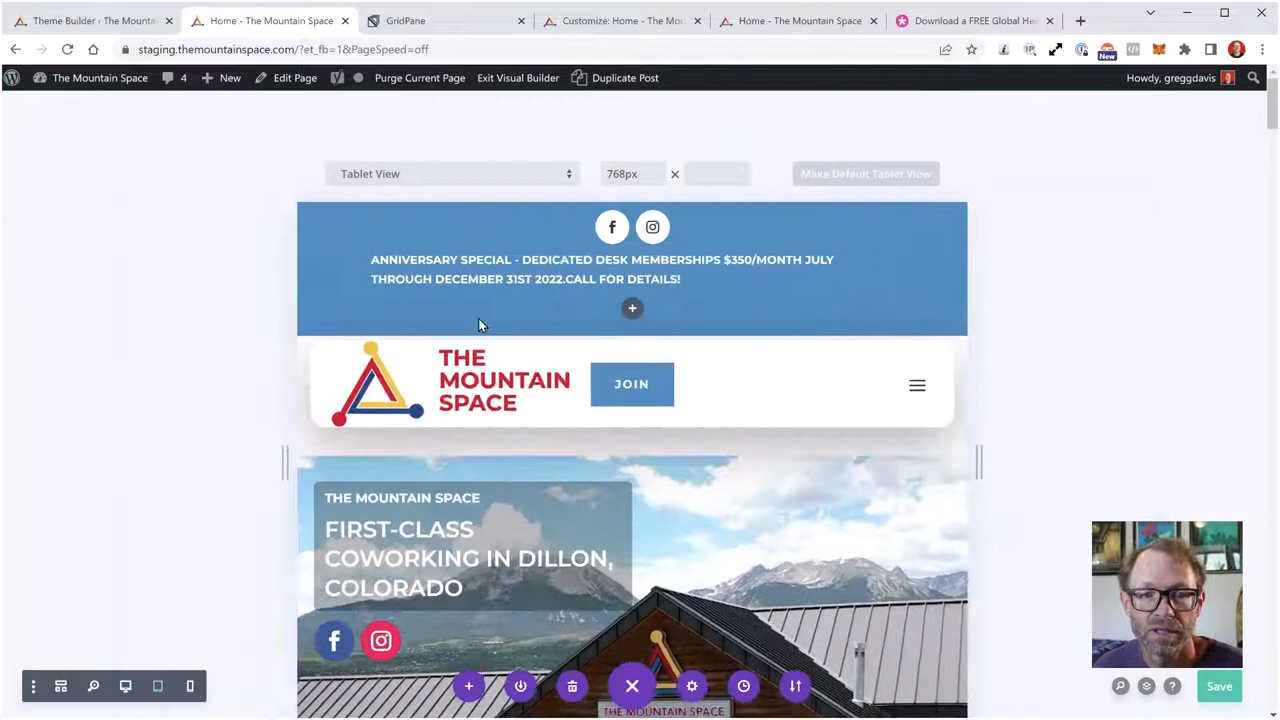 Theme Builder ‹ The Mountain
Home - The Mountain Space
GridPane
Customize: Home - The Mou
Home - The Mountain Space
Download a FREE Global He
staging.themountainspace.com/?et_fb=1&PageSpeed=off
New
The Mountain Space
4
New
Edit Page
Purge Current Page
Exit Visual Builder
Duplicate Post
Howdy, greggdavis
Tablet View
768px
Make Default Tablet View
ANNIVERSARY SPECIAL - DEDICATED DESK MEMBERSHIPS $350/MONTH JULY
THROUGH DECEMBER 31ST 2022.CALL FOR DETAILS!
THE
MOUNTAIN
SPACE
JOIN
THE MOUNTAIN SPACE
FIRST-CLASS
COWORKING IN DILLON,
COLORADO
THE MOUNTAIN SPACE
Save